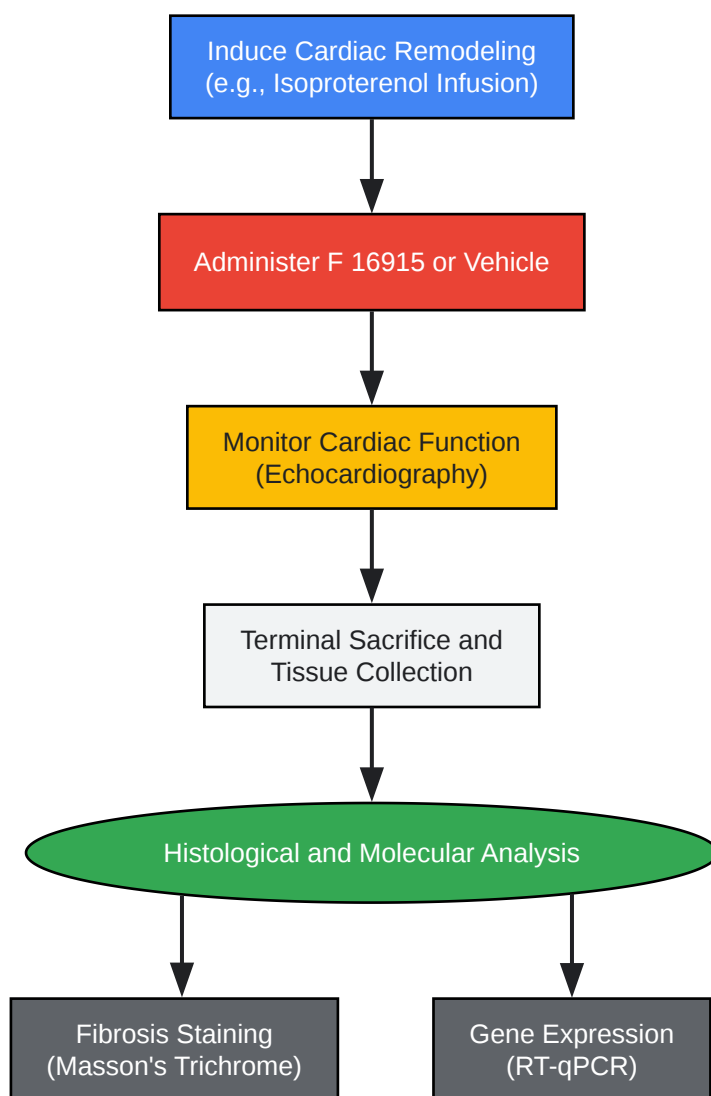 Induce Cardiac Remodeling
(e.g., Isoproterenol Infusion)
Administer F 16915 or Vehicle
Monitor Cardiac Function
(Echocardiography)
Terminal Sacrifice and
Tissue Collection
Histological and Molecular Analysis
Fibrosis Staining
(Masson's Trichrome)
Gene Expression
(RT-qPCR)